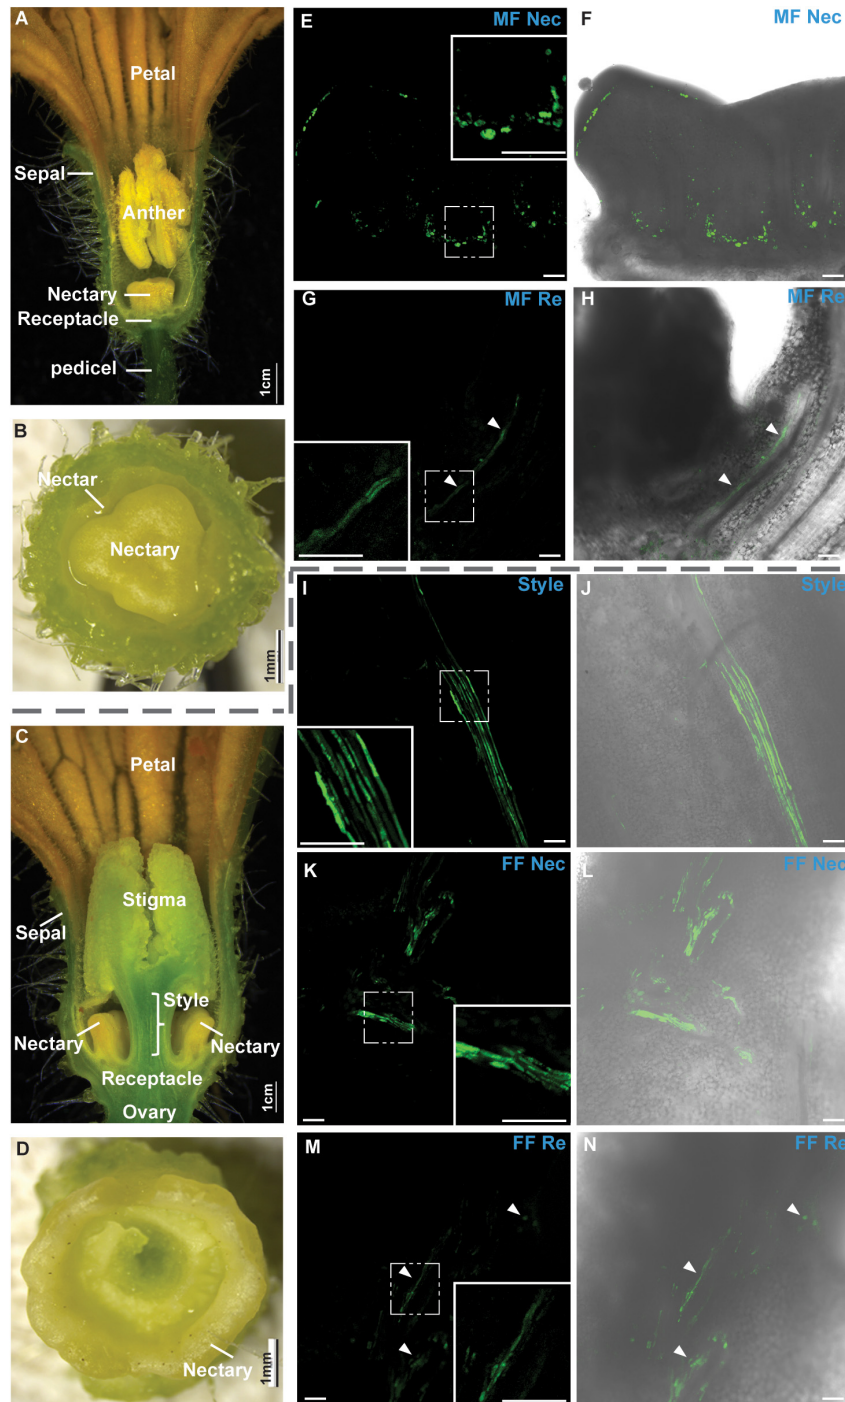 A
Petal
Sepal
Anther
Nectary
Receptacle
pedicel
1cm
B
Nectar
Nectary
1mm
C
Petal
Stigma
Sepal
Style
Nectary
Nectary
Receptacle
Ovary
1cm
D
Nectary
1mm
E
MF Nec
F
MF Nec
G
MF Re
H
MF Re
I
Style
J
Style
K
FF Nec
L
FF Nec
M
FF Re
N
FF Re